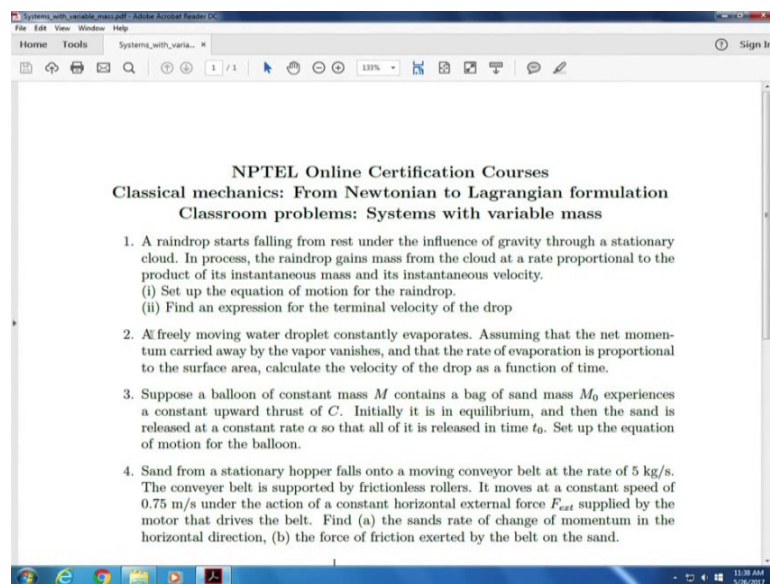 Systems_with_variable_mass.pdf - Adobe Acrobat Reader DC
File Edit View Window Help
Home Tools Systems_with_varia... × Sign In
1 / 1 133%
NPTEL Online Certification Courses
Classical mechanics: From Newtonian to Lagrangian formulation
Classroom problems: Systems with variable mass
1. A raindrop starts falling from rest under the influence of gravity through a stationary
cloud. In process, the raindrop gains mass from the cloud at a rate proportional to the
product of its instantaneous mass and its instantaneous velocity.
(i) Set up the equation of motion for the raindrop.
(ii) Find an expression for the terminal velocity of the drop
2. A freely moving water droplet constantly evaporates. Assuming that the net momen-
tum carried away by the vapor vanishes, and that the rate of evaporation is proportional
to the surface area, calculate the velocity of the drop as a function of time.
3. Suppose a balloon of constant mass M contains a bag of sand mass M₀ experiences
a constant upward thrust of C. Initially it is in equilibrium, and then the sand is
released at a constant rate α so that all of it is released in time t₀. Set up the equation
of motion for the balloon.
4. Sand from a stationary hopper falls onto a moving conveyor belt at the rate of 5 kg/s.
The conveyer belt is supported by frictionless rollers. It moves at a constant speed of
0.75 m/s under the action of a constant horizontal external force F_ext supplied by the
motor that drives the belt. Find (a) the sands rate of change of momentum in the
horizontal direction, (b) the force of friction exerted by the belt on the sand.
11:38 AM
5/26/2017